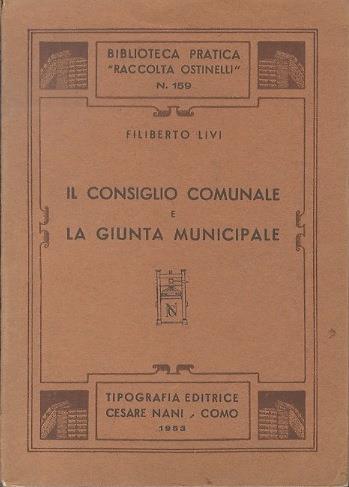 BIBLIOTECA PRATICA
"RACCOLTA OSTINELLI"
N. 159
FILIBERTO LIVI
IL CONSIGLIO COMUNALE
E
LA GIUNTA MUNICIPALE
N
TIPOGRAFIA EDITRICE
CESARE NANI - COMO
1953